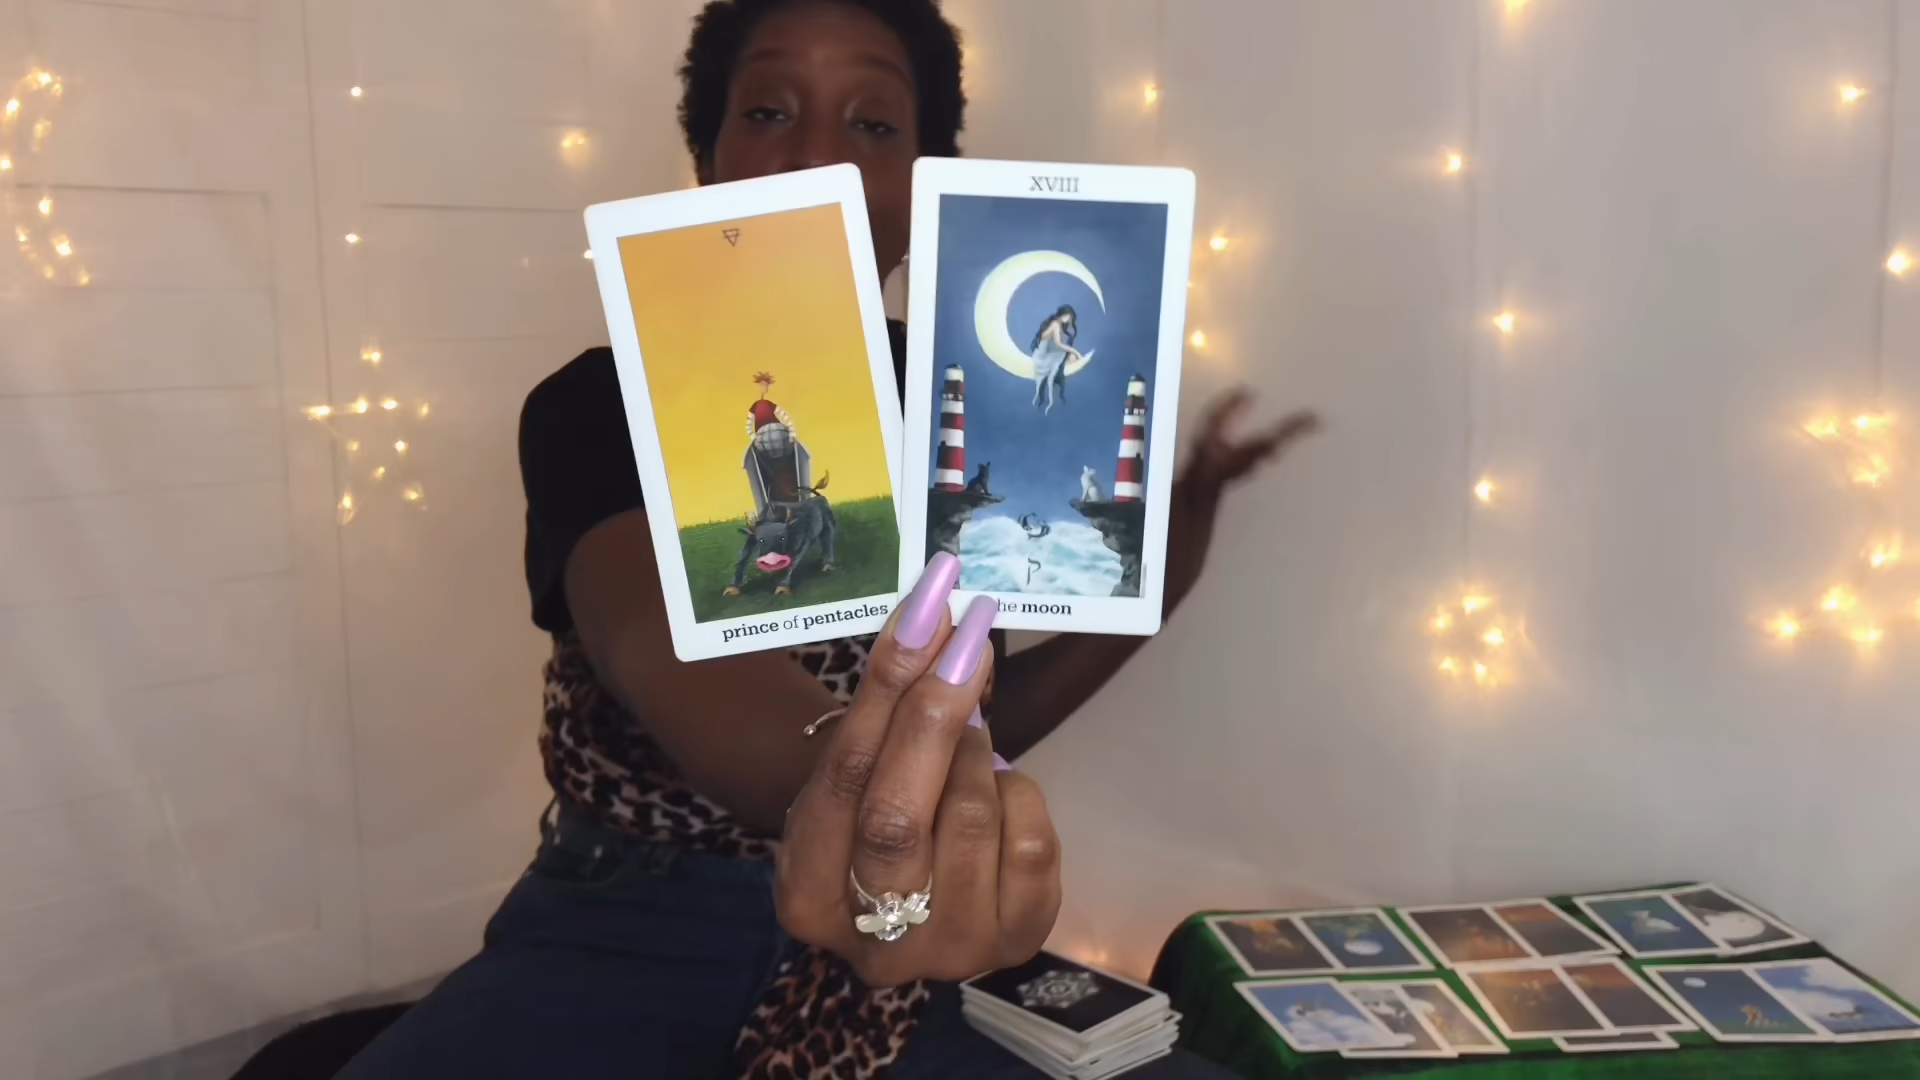 prince of pentacles
XVIII
ק
the moon